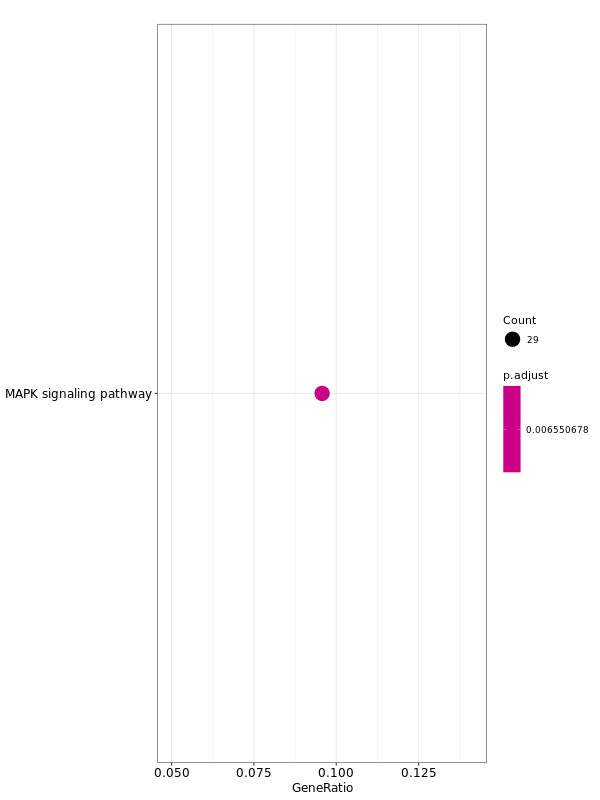 MAPK signaling pathway
0.050 0.075 0.100 0.125
GeneRatio
Count
29
p.adjust
0.006550678